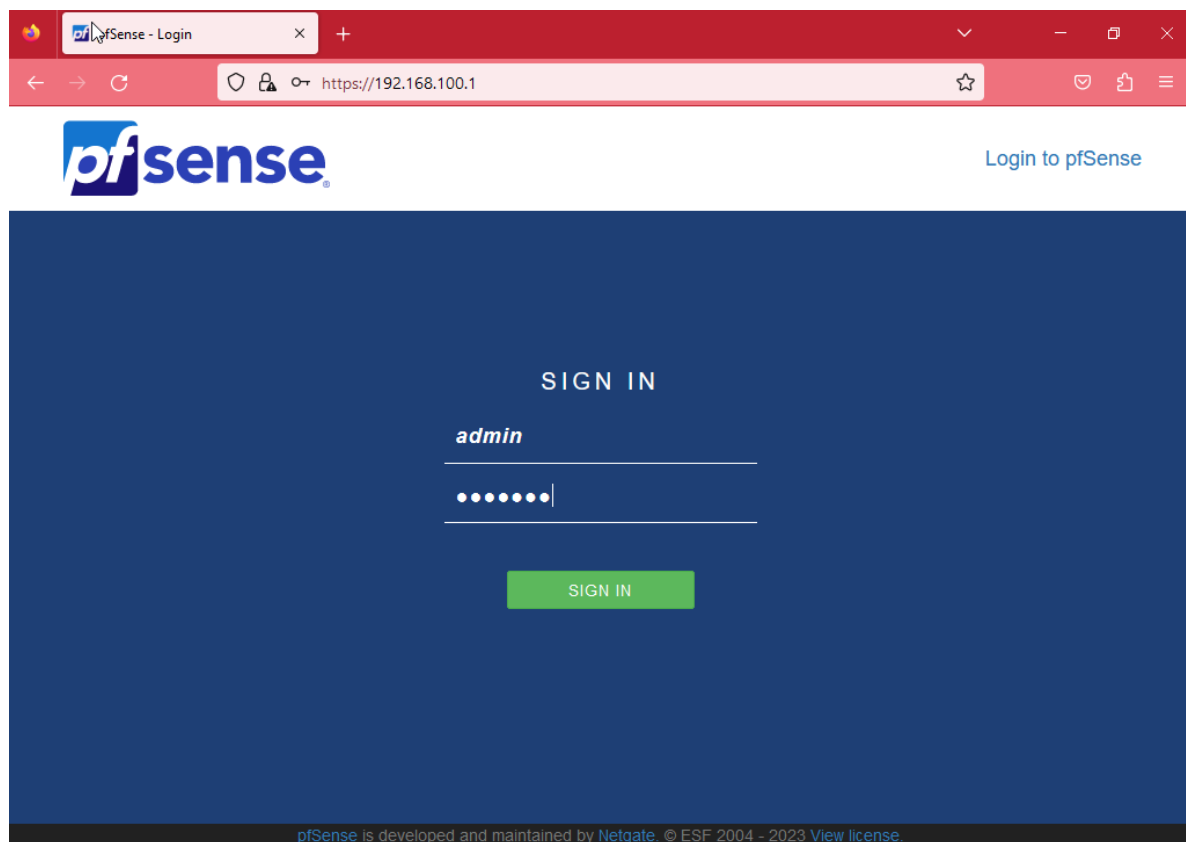 pfSense - Login
https://192.168.100.1
pfsense®
Login to pfSense
SIGN IN
admin
•••••••
SIGN IN
pfSense is developed and maintained by Netgate. © ESF 2004 - 2023 View license.